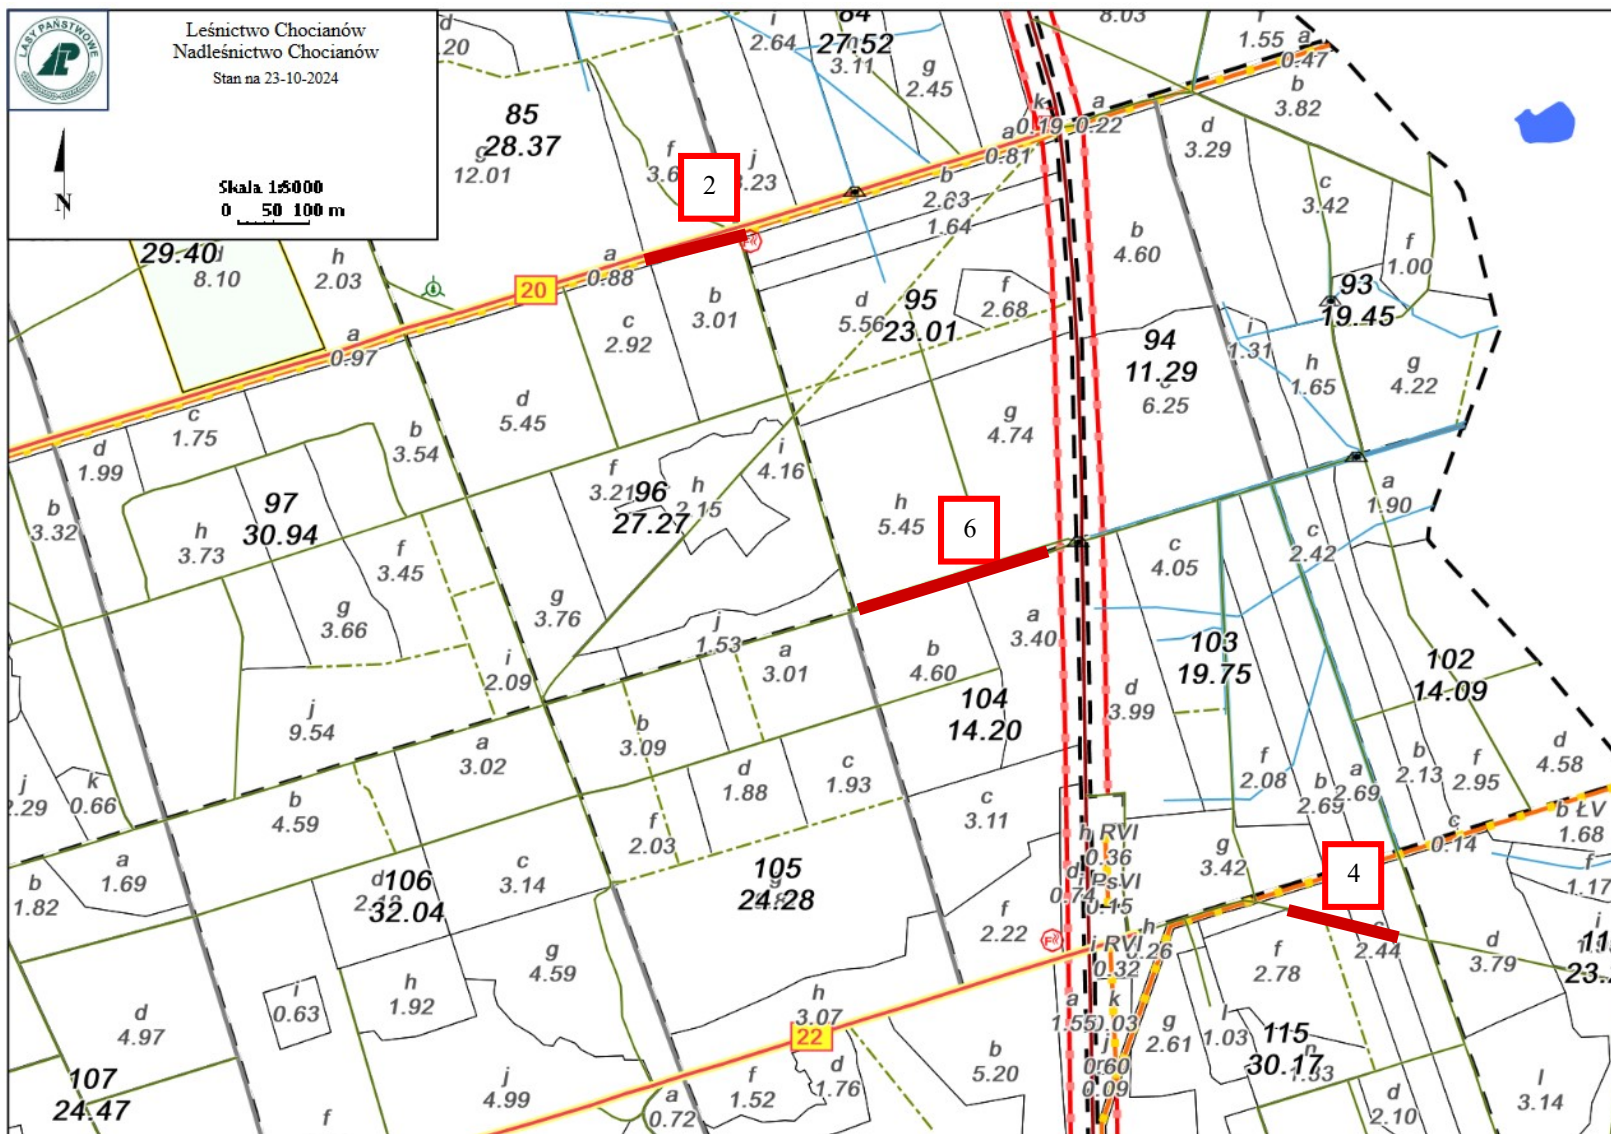 LASY PAŃSTWOWE
Leśnictwo Chocianów
Nadleśnictwo Chocianów
Stan na 23-10-2024
N
Skala 1:5000
0 50 100 m
d
.20
85
28.37
g
12.01
f
j
2
i
2.64
84
27.52
3.11
g
2.45
8.03
f
1.55
a
0.47
b
3.82
k
0.19
a
0.22
a
0.81
d
3.29
b
2.63
1.64
c
3.42
f
1.00
29.40
d
8.10
h
2.03
a
0.97
20
a
0.88
b
3.01
c
2.92
d
5.56
95
23.01
f
2.68
b
4.60
94
11.29
6.25
i
1.31
93
19.45
h
1.65
g
4.22
c
1.75
d
1.99
b
3.32
b
3.54
d
5.45
i
4.16
g
4.74
97
30.94
h
3.73
f
3.45
g
3.66
f
3.21
96
27.27
h
2.15
h
5.45
6
a
1.90
c
2.42
c
4.05
g
3.76
j
1.53
a
3.01
a
3.40
b
4.60
104
14.20
103
19.75
102
14.09
d
3.99
i
2.09
j
9.54
a
3.02
b
3.09
d
1.88
c
1.93
c
3.11
f
2.08
b
2.69
a
2.69
b
2.13
f
2.95
d
4.58
j
2.29
k
0.66
b
4.59
f
2.03
h RVI
0.36
c
0.14
b ŁV
1.68
a
1.69
b
1.82
106
32.04
d
c
3.14
105
24.28
g
d
0.74
i PsVI
0.15
g
3.42
4
f
1.17
f
2.22
h
0.26
i RVI
0.32
c
2.44
d
3.79
f
2.78
g
4.59
i
0.63
h
1.92
d
4.97
h
3.07
22
a
1.55
k
0.03
g
2.61
l
1.03
115
30.17
j
0.60
0.09
b
5.20
107
24.47
f
j
4.99
a
0.72
f
1.52
d
1.76
d
2.10
l
3.14